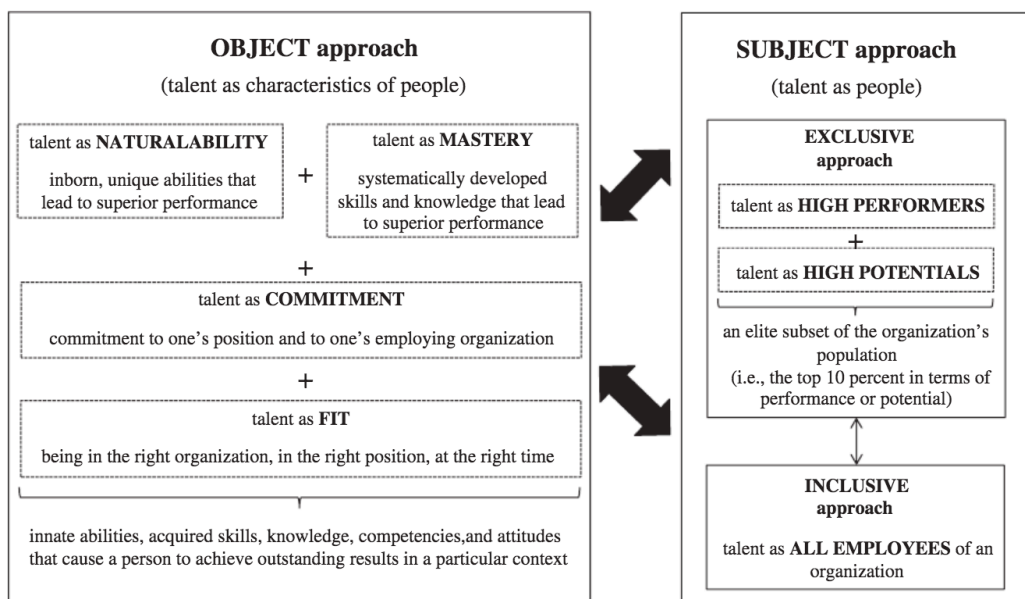 OBJECT approach
(talent as characteristics of people)
talent as NATURALABILITY
inborn, unique abilities that
lead to superior performance
+
talent as MASTERY
systematically developed
skills and knowledge that lead
to superior performance
+
talent as COMMITMENT
commitment to one's position and to one's employing organization
+
talent as FIT
being in the right organization, in the right position, at the right time
innate abilities, acquired skills, knowledge, competencies,and attitudes
that cause a person to achieve outstanding results in a particular context
SUBJECT approach
(talent as people)
EXCLUSIVE
approach
talent as HIGH PERFORMERS
+
talent as HIGH POTENTIALS
an elite subset of the organization's
population
(i.e., the top 10 percent in terms of
performance or potential)
INCLUSIVE
approach
talent as ALL EMPLOYEES of an
organization